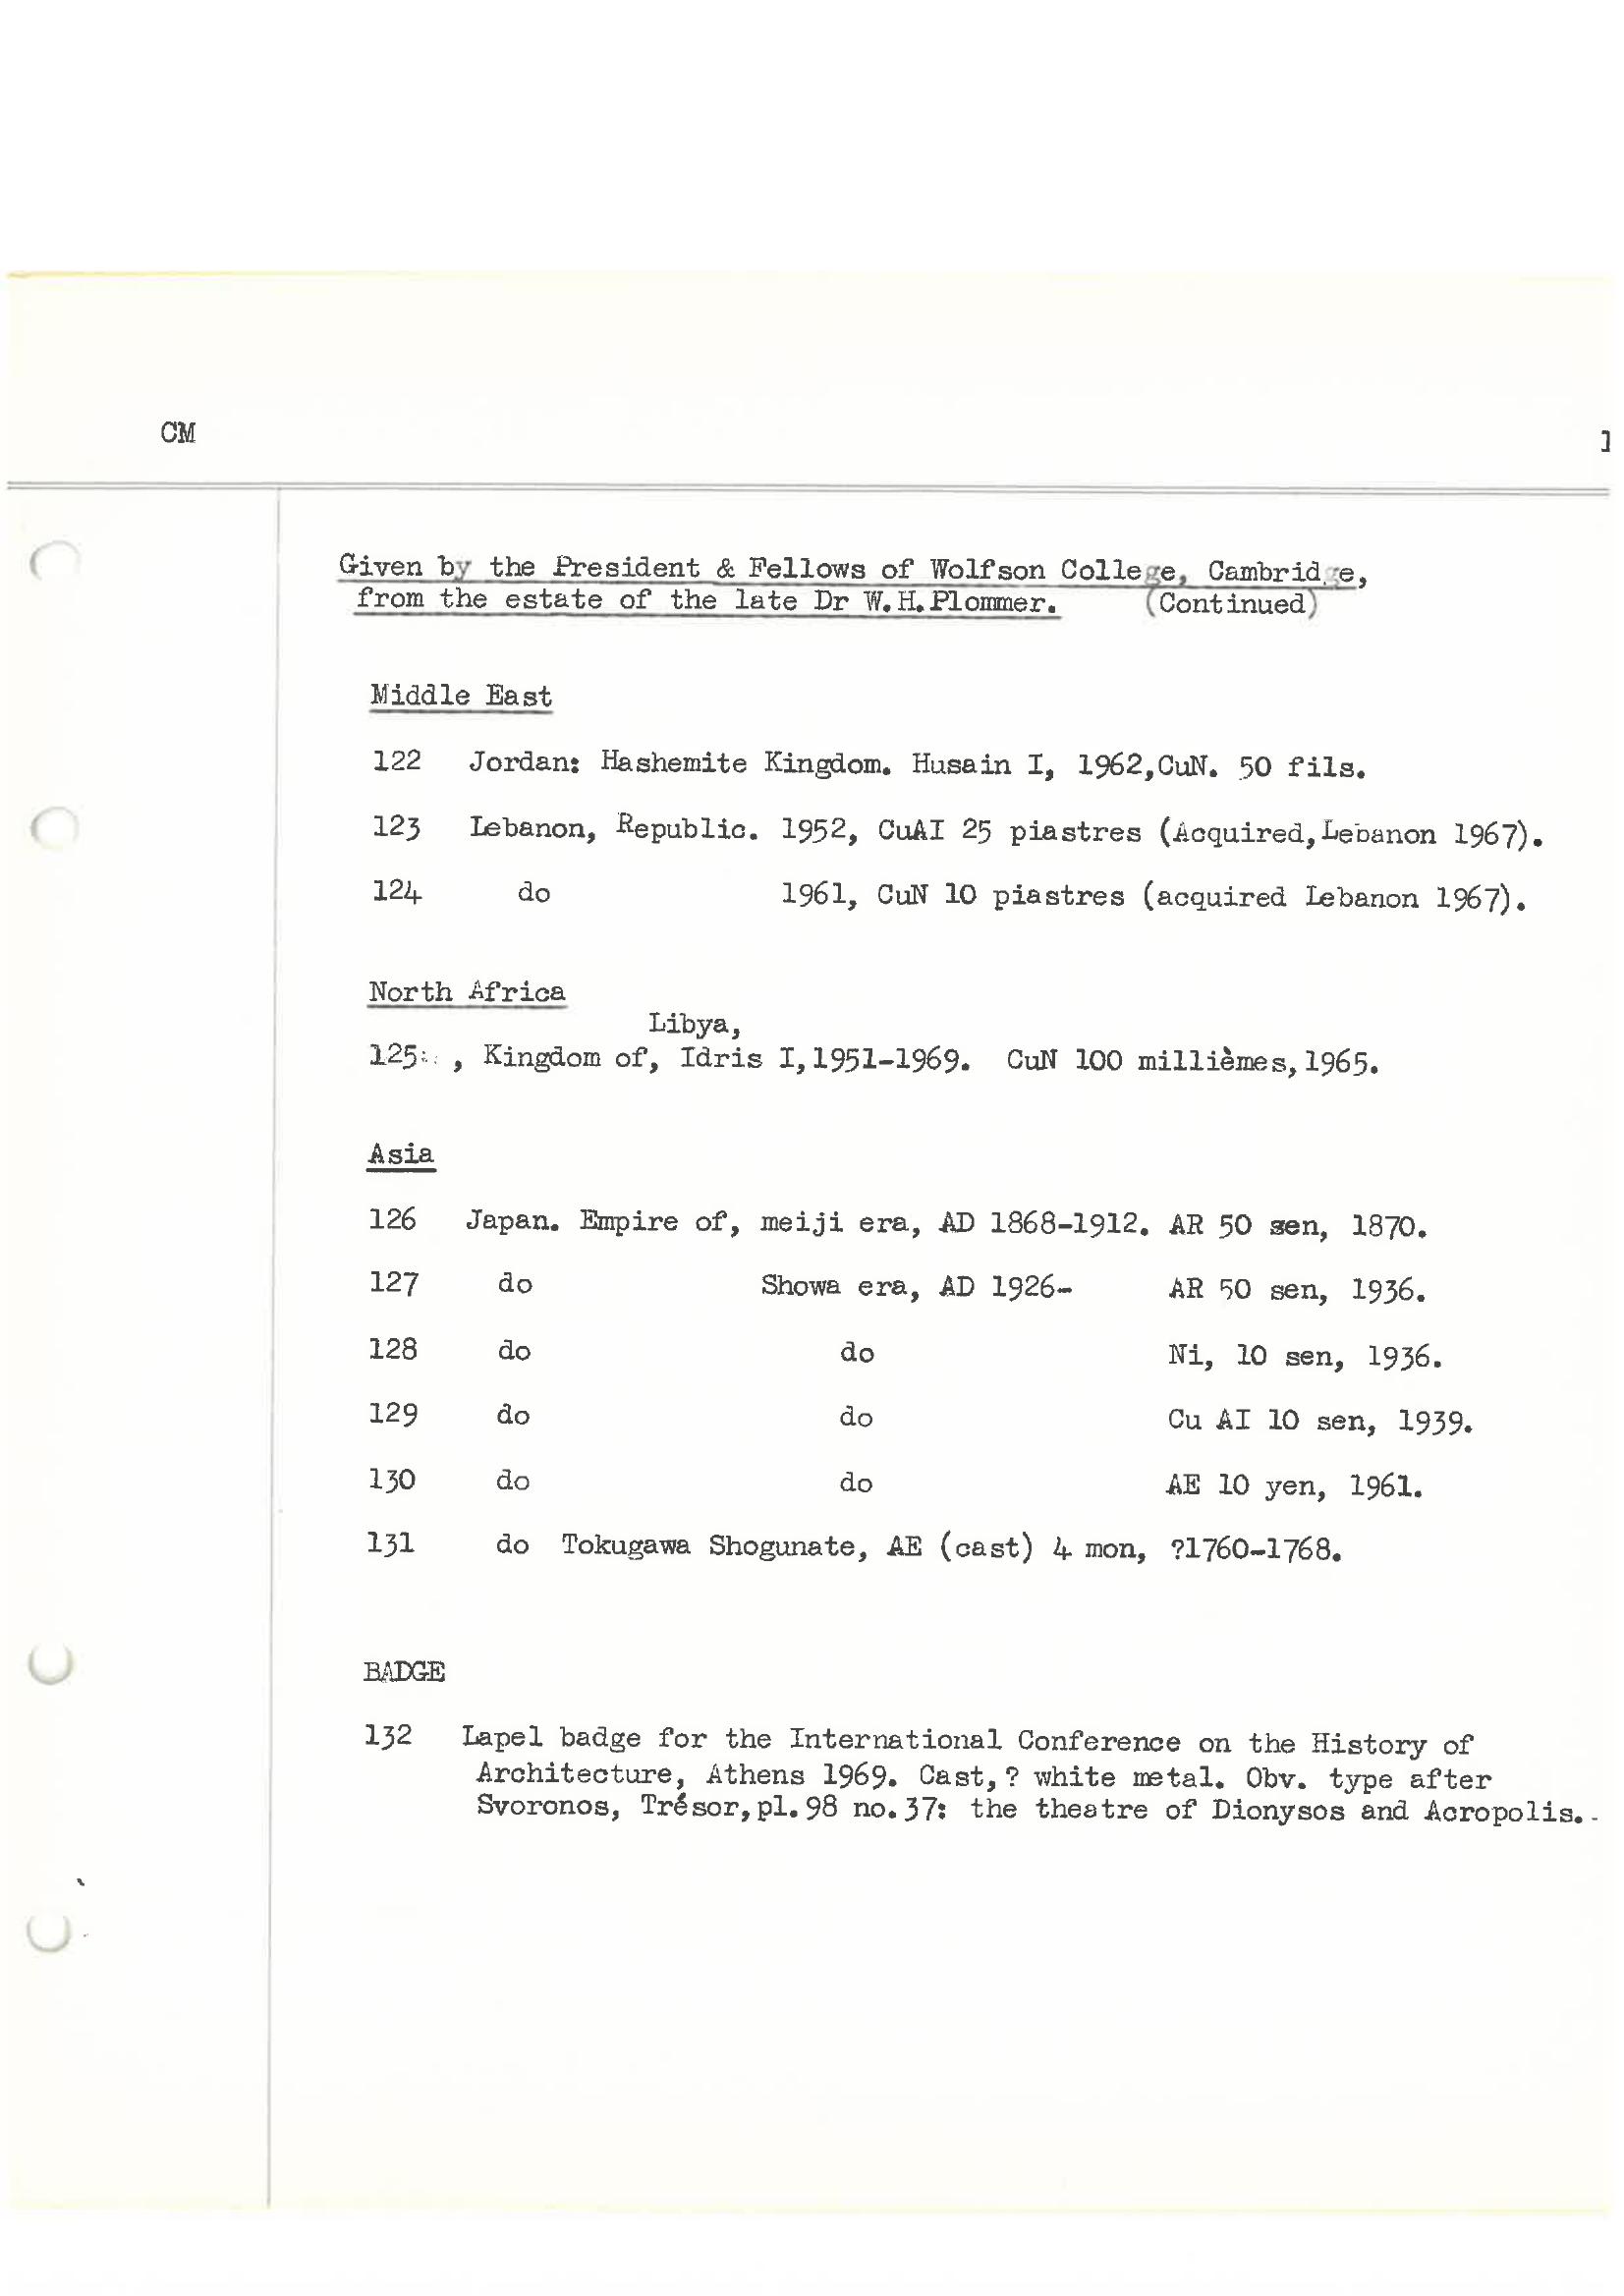 CM
Given by the President & Fellows of Wolfson College, Cambridge,
from the estate of the late Dr W.H.Plommer. (Continued)
Middle East
122 Jordan: Hashemite Kingdom. Husain I, 1962,CuN. 50 fils.
123 Lebanon, Republic. 1952, CuAI 25 piastres (Acquired,Lebanon 1967).
124 do 1961, CuN 10 piastres (acquired Lebanon 1967).
North Africa
Libya,
125 , Kingdom of, Idris I,1951-1969. CuN 100 millièmes,1965.
Asia
126 Japan. Empire of, meiji era, AD 1868-1912. AR 50 sen, 1870.
127 do Showa era, AD 1926- AR 50 sen, 1936.
128 do do Ni, 10 sen, 1936.
129 do do Cu AI 10 sen, 1939.
130 do do AE 10 yen, 1961.
131 do Tokugawa Shogunate, AE (cast) 4 mon, ?1760-1768.
BADGE
132 Lapel badge for the International Conference on the History of
Architecture, Athens 1969. Cast,? white metal. Obv. type after
Svoronos, Trésor,pl.98 no.37: the theatre of Dionysos and Acropolis.